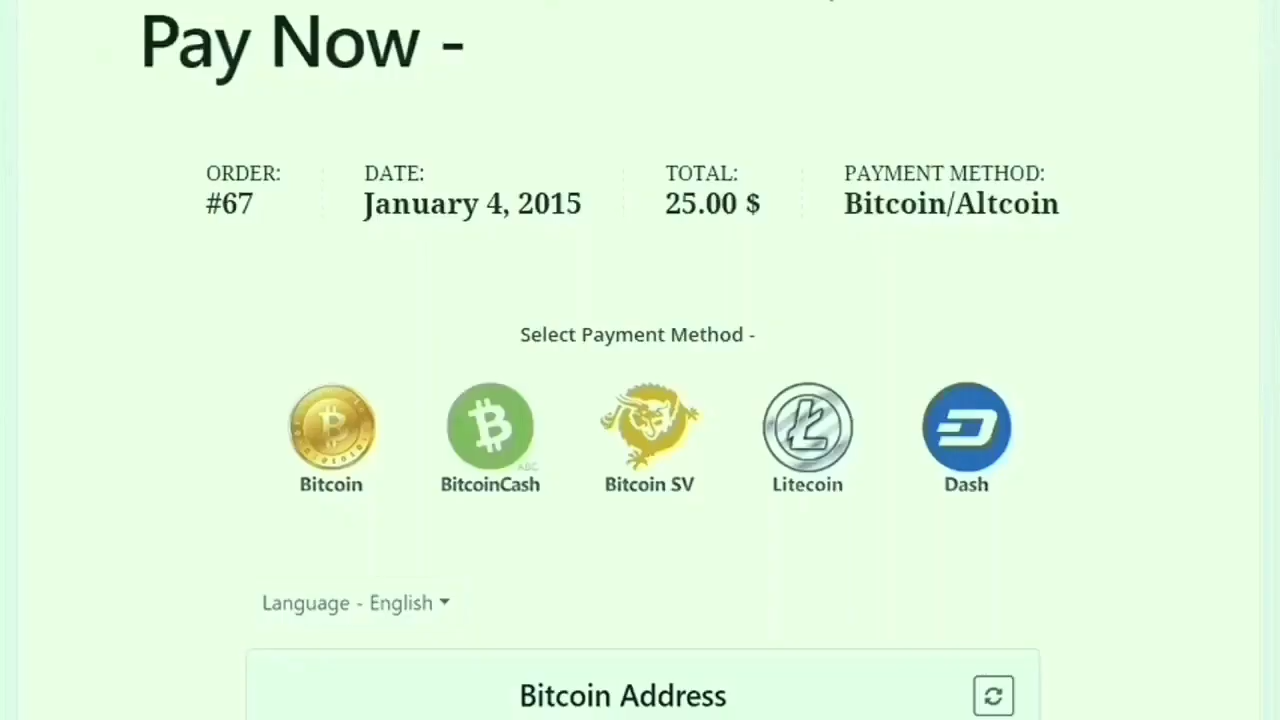 Pay Now -
ORDER: DATE: TOTAL: PAYMENT METHOD:
#67 January 4, 2015 25.00 $ Bitcoin/Altcoin
Select Payment Method -
ABC
Bitcoin BitcoinCash Bitcoin SV Litecoin Dash
Language - English
Bitcoin Address